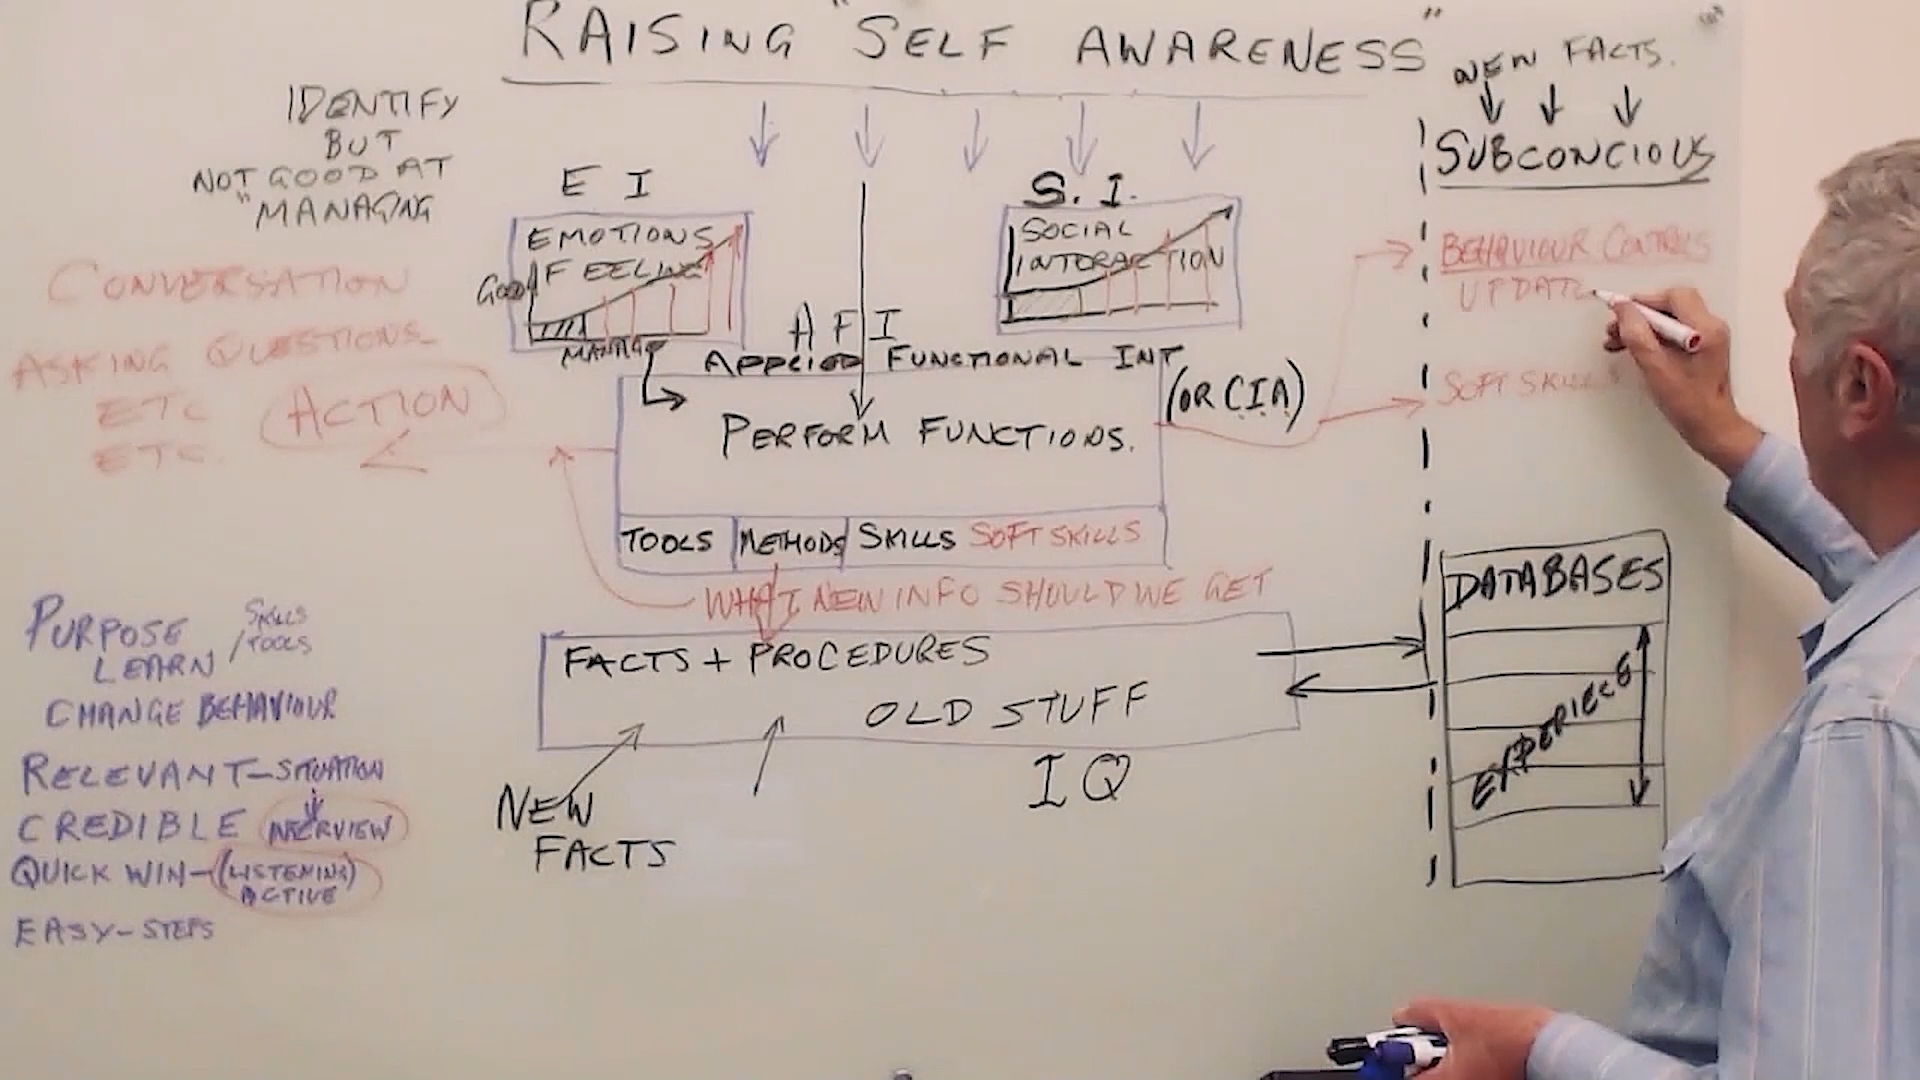 RAISING "SELF AWARENESS"
NEW FACTS.
SUBCONCIOUS
IDENTIFY
BUT
NOT GOOD AT
"MANAGING
E I
EMOTIONS
FEELING
GOOD
MANAGE
S. I.
SOCIAL
INTORACTION
BEHAVIOUR CONTROLS
UPDATE
SOFT SKILLS
CONVERSATION
ASKING QUESTIONS
ETC
ETC.
ACTION
A F I
APPLIED FUNCTIONAL INT
(OR C.I.A)
PERFORM FUNCTIONS.
TOOLS METHODS SKILLS SOFT SKILLS
WHAT NEW INFO SHOULD WE GET
FACTS + PROCEDURES
OLD STUFF
I Q
NEW
FACTS
DATABASES
EXPERIECE
PURPOSE
LEARN / SKILLS
TOOLS
CHANGE BEHAVIOUR
RELEVANT - SITUATION
CREDIBLE INTERVIEW
QUICK WIN - (LISTENING)
ACTIVE
EASY - STEPS